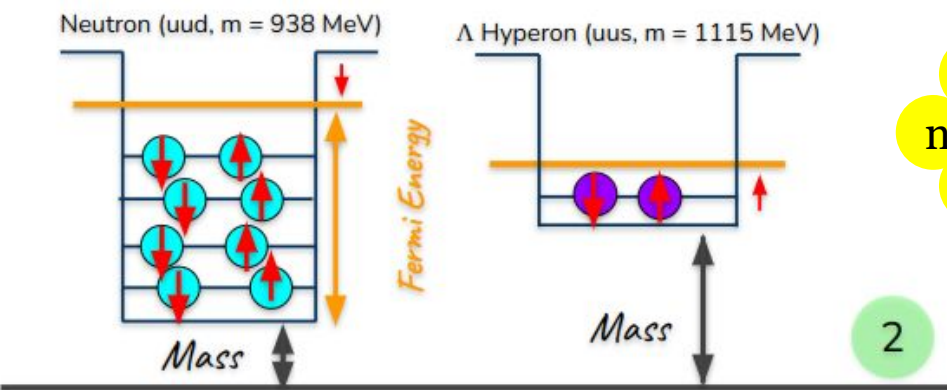 Neutron (uud, m = 938 MeV)
Λ Hyperon (uus, m = 1115 MeV)
n
Fermi Energy
Mass
Mass
2